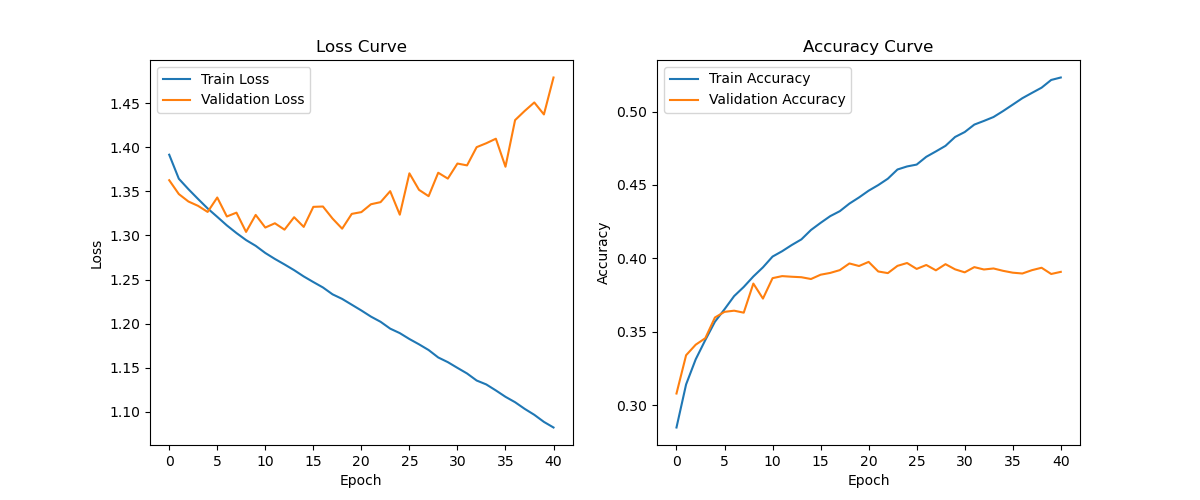 Loss Curve
Train Loss
Validation Loss
1.45
1.40
1.35
1.30
1.25
1.20
1.15
1.10
Loss
0 5 10 15 20 25 30 35 40
Epoch
Accuracy Curve
Train Accuracy
Validation Accuracy
0.50
0.45
0.40
0.35
0.30
Accuracy
0 5 10 15 20 25 30 35 40
Epoch